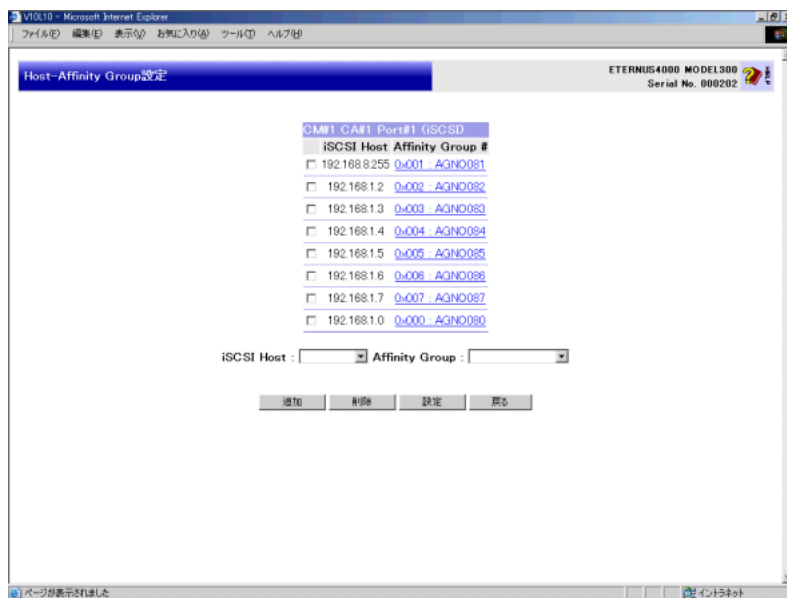 V10L10 - Microsoft Internet Explorer
ファイル(F) 編集(E) 表示(V) お気に入り(A) ツール(T) ヘルプ(H)
Host-Affinity Group設定
ETERNUS4000 MODEL300
Serial No. 000202
CM#1 CA#1 Port#1 (iSCSI)
iSCSI Host Affinity Group #
192.168.8.255 0x001 : AGNO081
192.168.1.2 0x002 : AGNO082
192.168.1.3 0x003 : AGNO083
192.168.1.4 0x004 : AGNO084
192.168.1.5 0x005 : AGNO085
192.168.1.6 0x006 : AGNO086
192.168.1.7 0x007 : AGNO087
192.168.1.0 0x000 : AGNO080
iSCSI Host : Affinity Group :
追加 削除 設定 戻る
ページが表示されました イントラネット